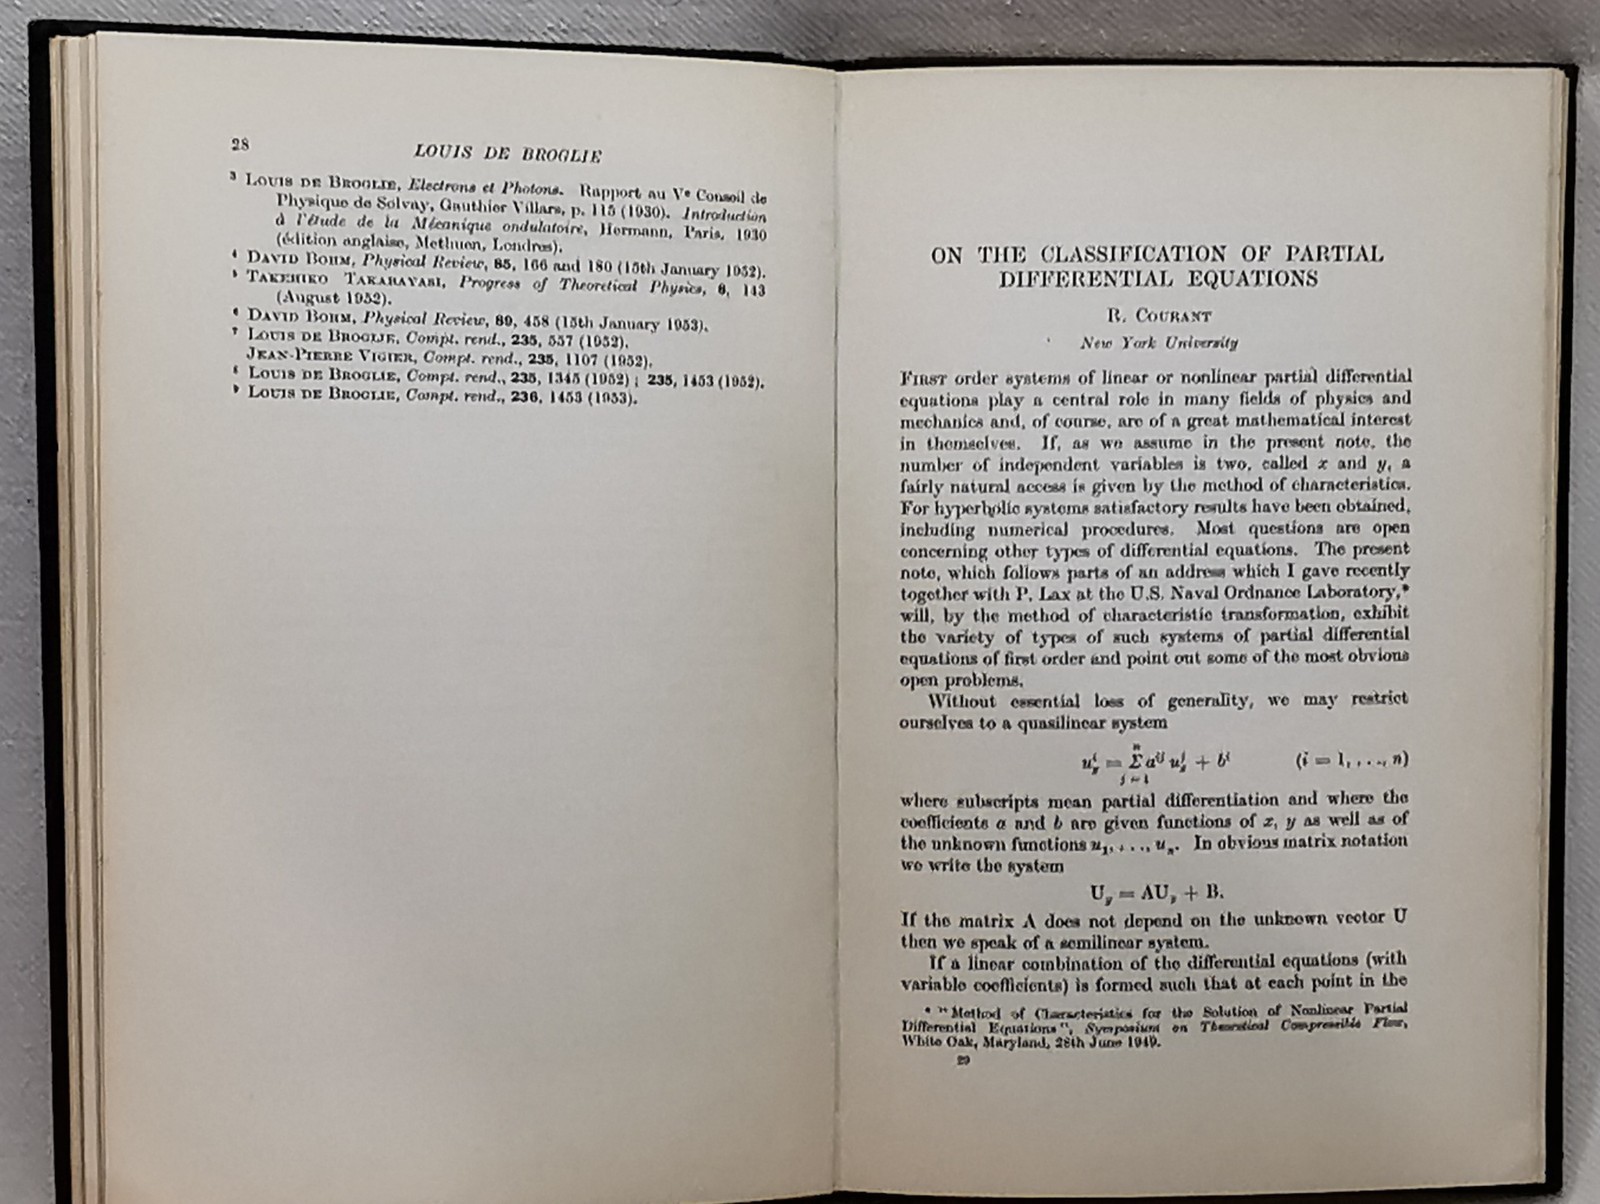 28
LOUIS DE BROGLIE
³ LOUIS DE BROGLIE, Electrons et Photons. Rapport au Vᵉ Conseil de
Physique de Solvay, Gauthier Villars, p. 115 (1930). Introduction
à l'étude de la Mécanique ondulatoire, Hermann, Paris, 1930
(édition anglaise, Methuen, Londres).
⁴ DAVID BOHM, Physical Review, 85, 166 and 180 (15th January 1952).
⁵ TAKEHIKO TAKABAYASI, Progress of Theoretical Physics, 8, 143
(August 1952).
⁶ DAVID BOHM, Physical Review, 89, 458 (15th January 1953).
⁷ LOUIS DE BROGLIE, Compt. rend., 235, 557 (1952).
JEAN-PIERRE VIGIER, Compt. rend., 235, 1107 (1952).
⁸ LOUIS DE BROGLIE, Compt. rend., 235, 1345 (1952) ; 235, 1453 (1952).
⁹ LOUIS DE BROGLIE, Compt. rend., 236, 1453 (1953).
ON THE CLASSIFICATION OF PARTIAL
DIFFERENTIAL EQUATIONS
R. COURANT
New York University
FIRST order systems of linear or nonlinear partial differential
equations play a central role in many fields of physics and
mechanics and, of course, are of a great mathematical interest
in themselves. If, as we assume in the present note, the
number of independent variables is two, called x and y, a
fairly natural access is given by the method of characteristics.
For hyperbolic systems satisfactory results have been obtained,
including numerical procedures. Most questions are open
concerning other types of differential equations. The present
note, which follows parts of an address which I gave recently
together with P. Lax at the U.S. Naval Ordnance Laboratory,*
will, by the method of characteristic transformation, exhibit
the variety of types of such systems of partial differential
equations of first order and point out some of the most obvious
open problems.
Without essential loss of generality, we may restrict
ourselves to a quasilinear system
uⁱ_y = Σⁿ_{j=1} aⁱʲ uʲ_x + bⁱ (i = 1, . . ., n)
where subscripts mean partial differentiation and where the
coefficients a and b are given functions of x, y as well as of
the unknown functions u₁, . . ., uₙ. In obvious matrix notation
we write the system
U_y = AU_x + B.
If the matrix A does not depend on the unknown vector U
then we speak of a semilinear system.
If a linear combination of the differential equations (with
variable coefficients) is formed such that at each point in the
* "Method of Characteristics for the Solution of Nonlinear Partial
Differential Equations", Symposium on Theoretical Compressible Flow,
White Oak, Maryland, 28th June 1949.
29